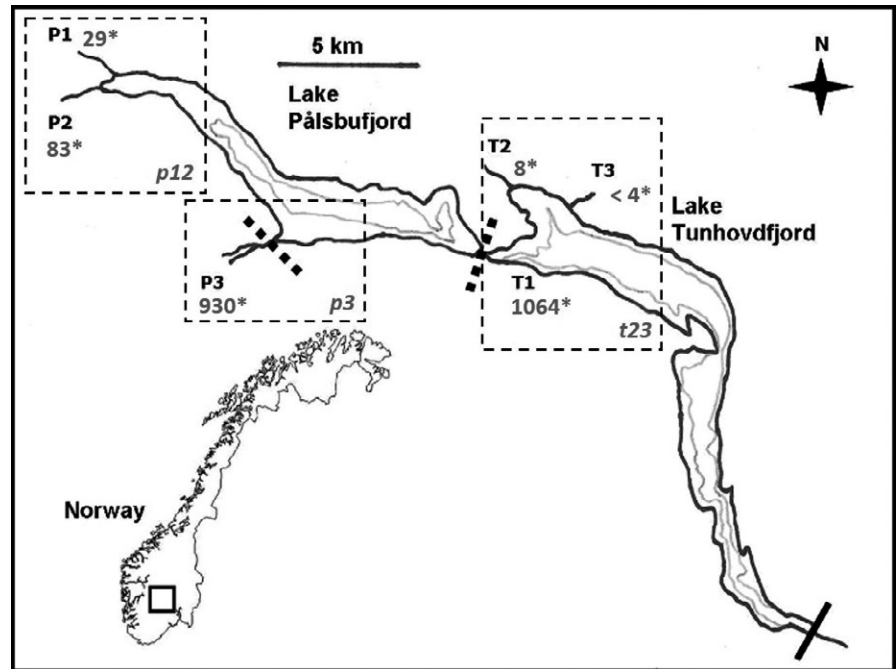 P1 29*
5 km
N
Lake
Pålsbufjord
P2
83*
p12
T2
8*
T3
< 4*
Lake
Tunhovdfjord
P3
930*
p3
T1
1064*
t23
Norway